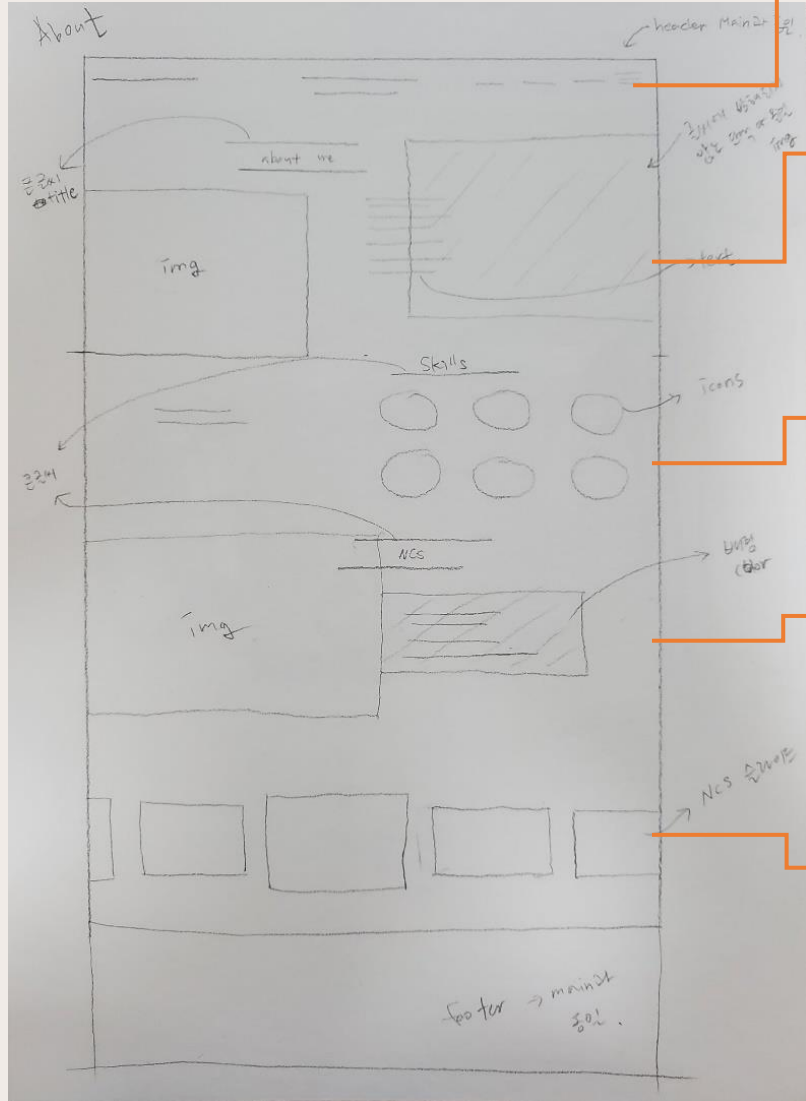 About
header Main과 동일.
about me
큰글씨
title
img
img
text
Skills
icons
큰글씨
NCS
color
img
NCS 슬라이드
footer → main과
동일.